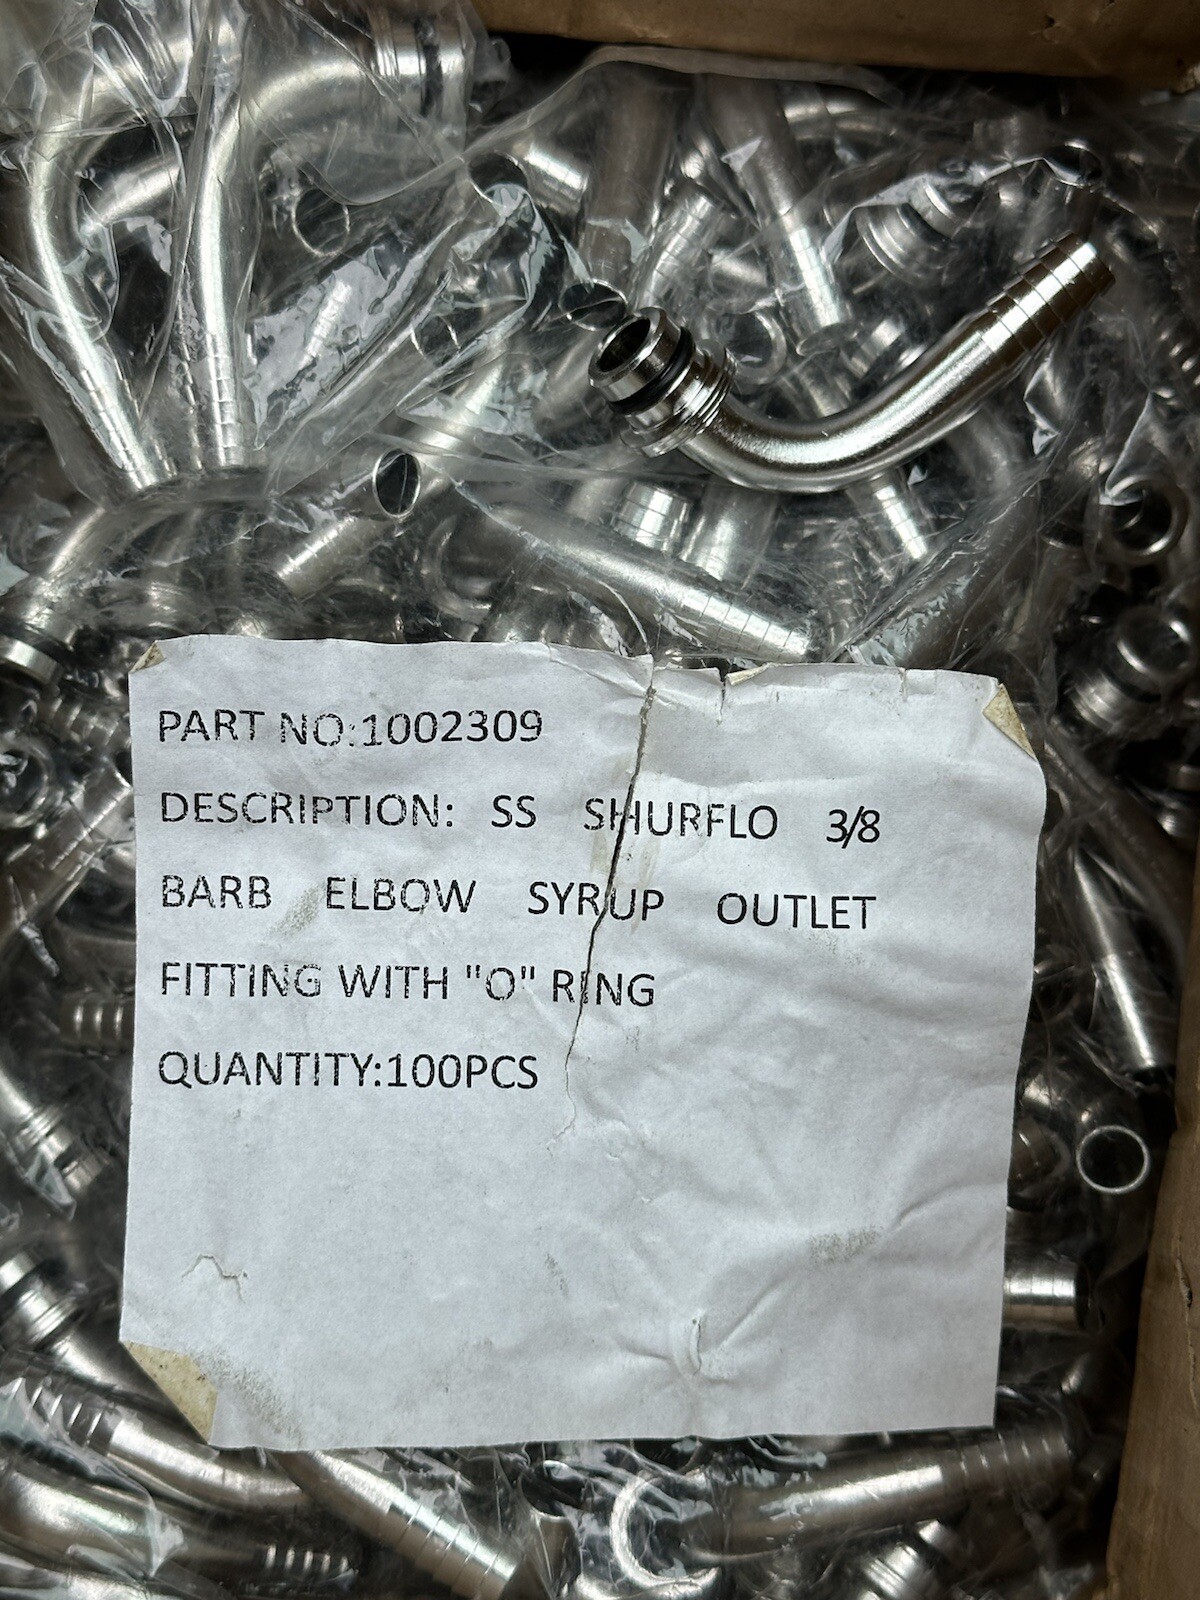 PART NO:1002309
DESCRIPTION: SS SHURFLO 3/8
BARB ELBOW SYRUP OUTLET
FITTING WITH "O" RING
QUANTITY:100PCS